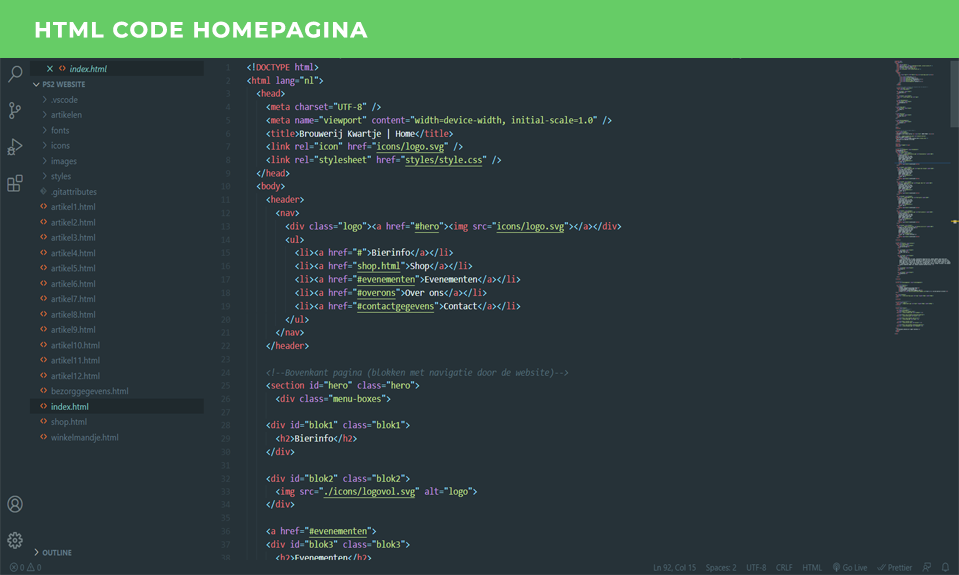 HTML CODE HOMEPAGINA
index.html
PS2 WEBSITE
.vscode
artikelen
fonts
icons
images
styles
.gitattributes
artikel1.html
artikel2.html
artikel3.html
artikel4.html
artikel5.html
artikel6.html
artikel7.html
artikel8.html
artikel9.html
artikel10.html
artikel11.html
artikel12.html
bezorggegevens.html
index.html
shop.html
winkelmandje.html
OUTLINE
1 <!DOCTYPE html>
2 <html lang="nl">
3 <head>
4 <meta charset="UTF-8" />
5 <meta name="viewport" content="width=device-width, initial-scale=1.0" />
6 <title>Brouwerij Kwartje | Home</title>
7 <link rel="icon" href="icons/logo.svg" />
8 <link rel="stylesheet" href="styles/style.css" />
9 </head>
10 <body>
11 <header>
12 <nav>
13 <div class="logo"><a href="#hero"><img src="icons/logo.svg"></a></div>
14 <ul>
15 <li><a href="#">Bierinfo</a></li>
16 <li><a href="shop.html">Shop</a></li>
17 <li><a href="#evenementen">Evenementen</a></li>
18 <li><a href="#overons">Over ons</a></li>
19 <li><a href="#contactgegevens">Contact</a></li>
20 </ul>
21 </nav>
22 </header>
23
24 <!--Bovenkant pagina (blokken met navigatie door de website)-->
25 <section id="hero" class="hero">
26 <div class="menu-boxes">
27
28 <div id="blok1" class="blok1">
29 <h2>Bierinfo</h2>
30 </div>
31
32 <div id="blok2" class="blok2">
33 <img src="./icons/logovol.svg" alt="logo">
34 </div>
35
36 <a href="#evenementen">
37 <div id="blok3" class="blok3">
38 <h2>Evenementen</h2>
0 0
Ln 92, Col 15 Spaces: 2 UTF-8 CRLF HTML Go Live Prettier